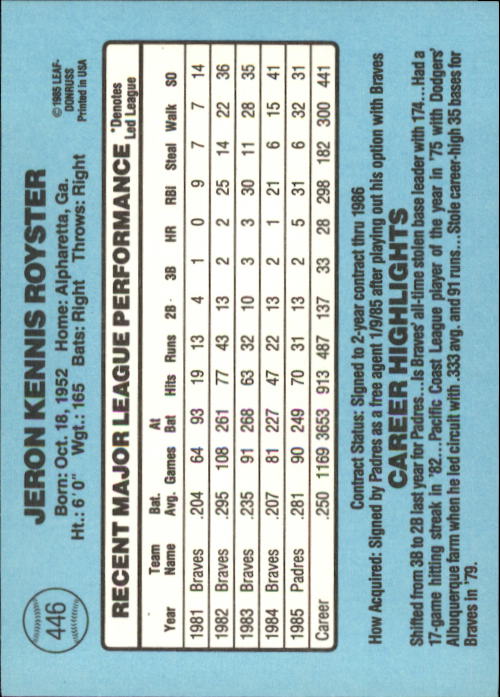 446
JERON KENNIS ROYSTER
Born: Oct. 18, 1952 Home: Alpharetta, Ga.
Ht.: 6'0" Wgt.: 165 Bats: Right Throws: Right
© 1985 LEAF-
DONRUSS
Printed in USA
RECENT MAJOR LEAGUE PERFORMANCE
*Denotes
Led League
Team Bat. At
Year Name Avg. Games Bat Hits Runs 2B 3B HR RBI Steal Walk SO
1981 Braves .204 64 93 19 13 4 1 0 9 7 7 14
1982 Braves .295 108 261 77 43 13 2 2 25 14 22 36
1983 Braves .235 91 268 63 32 10 3 3 30 11 28 35
1984 Braves .207 81 227 47 22 13 2 1 21 6 15 41
1985 Padres .281 90 249 70 31 13 2 5 31 6 32 31
Career .250 1169 3653 913 487 137 33 28 298 182 300 441
Contract Status: Signed to 2-year contract thru 1986
How Acquired: Signed by Padres as a free agent 1/9/85 after playing out his option with Braves
CAREER HIGHLIGHTS
Shifted from 3B to 2B last year for Padres...Is Braves' all-time stolen base leader with 174...Had a
17-game hitting streak in '82...Pacific Coast League player of the year in '75 with Dodgers'
Albuquerque farm when he led circuit with .333 avg. and 91 runs...Stole career-high 35 bases for
Braves in '79.